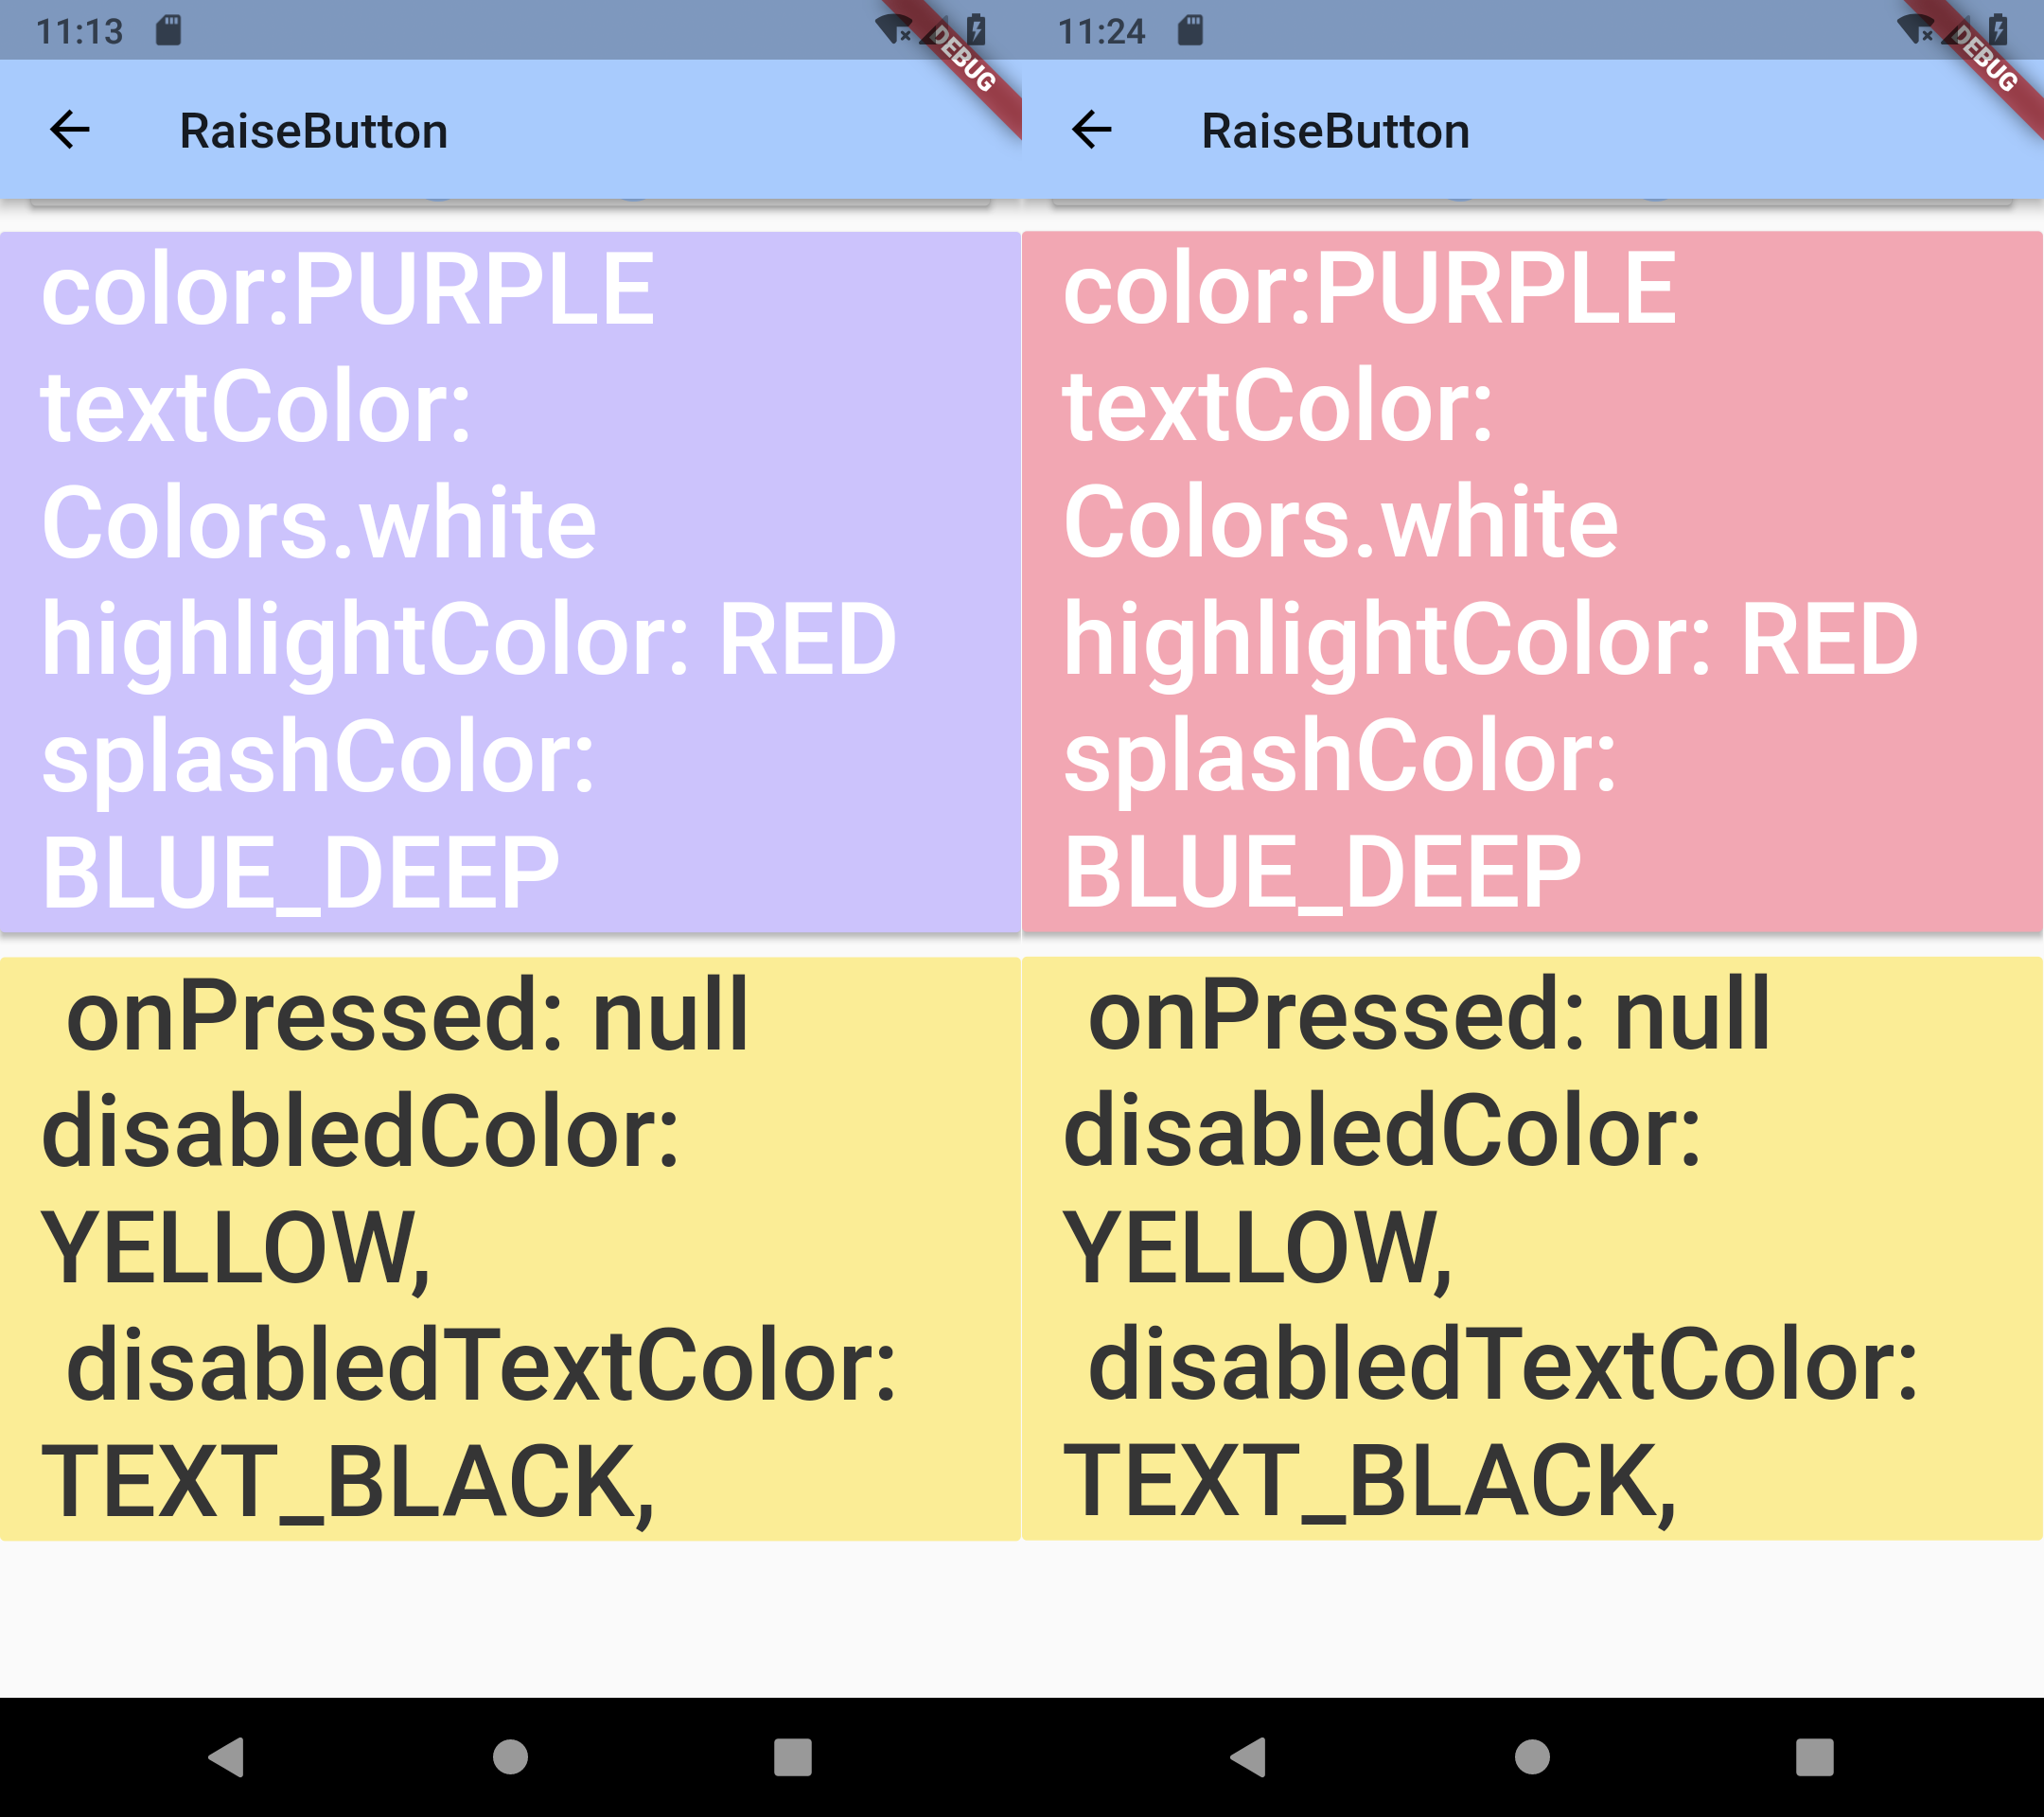 11:13
DEBUG
RaiseButton
color:PURPLE
textColor:
Colors.white
highlightColor: RED
splashColor:
BLUE_DEEP
onPressed: null
disabledColor:
YELLOW,
disabledTextColor:
TEXT_BLACK,
11:24
DEBUG
RaiseButton
color:PURPLE
textColor:
Colors.white
highlightColor: RED
splashColor:
BLUE_DEEP
onPressed: null
disabledColor:
YELLOW,
disabledTextColor:
TEXT_BLACK,